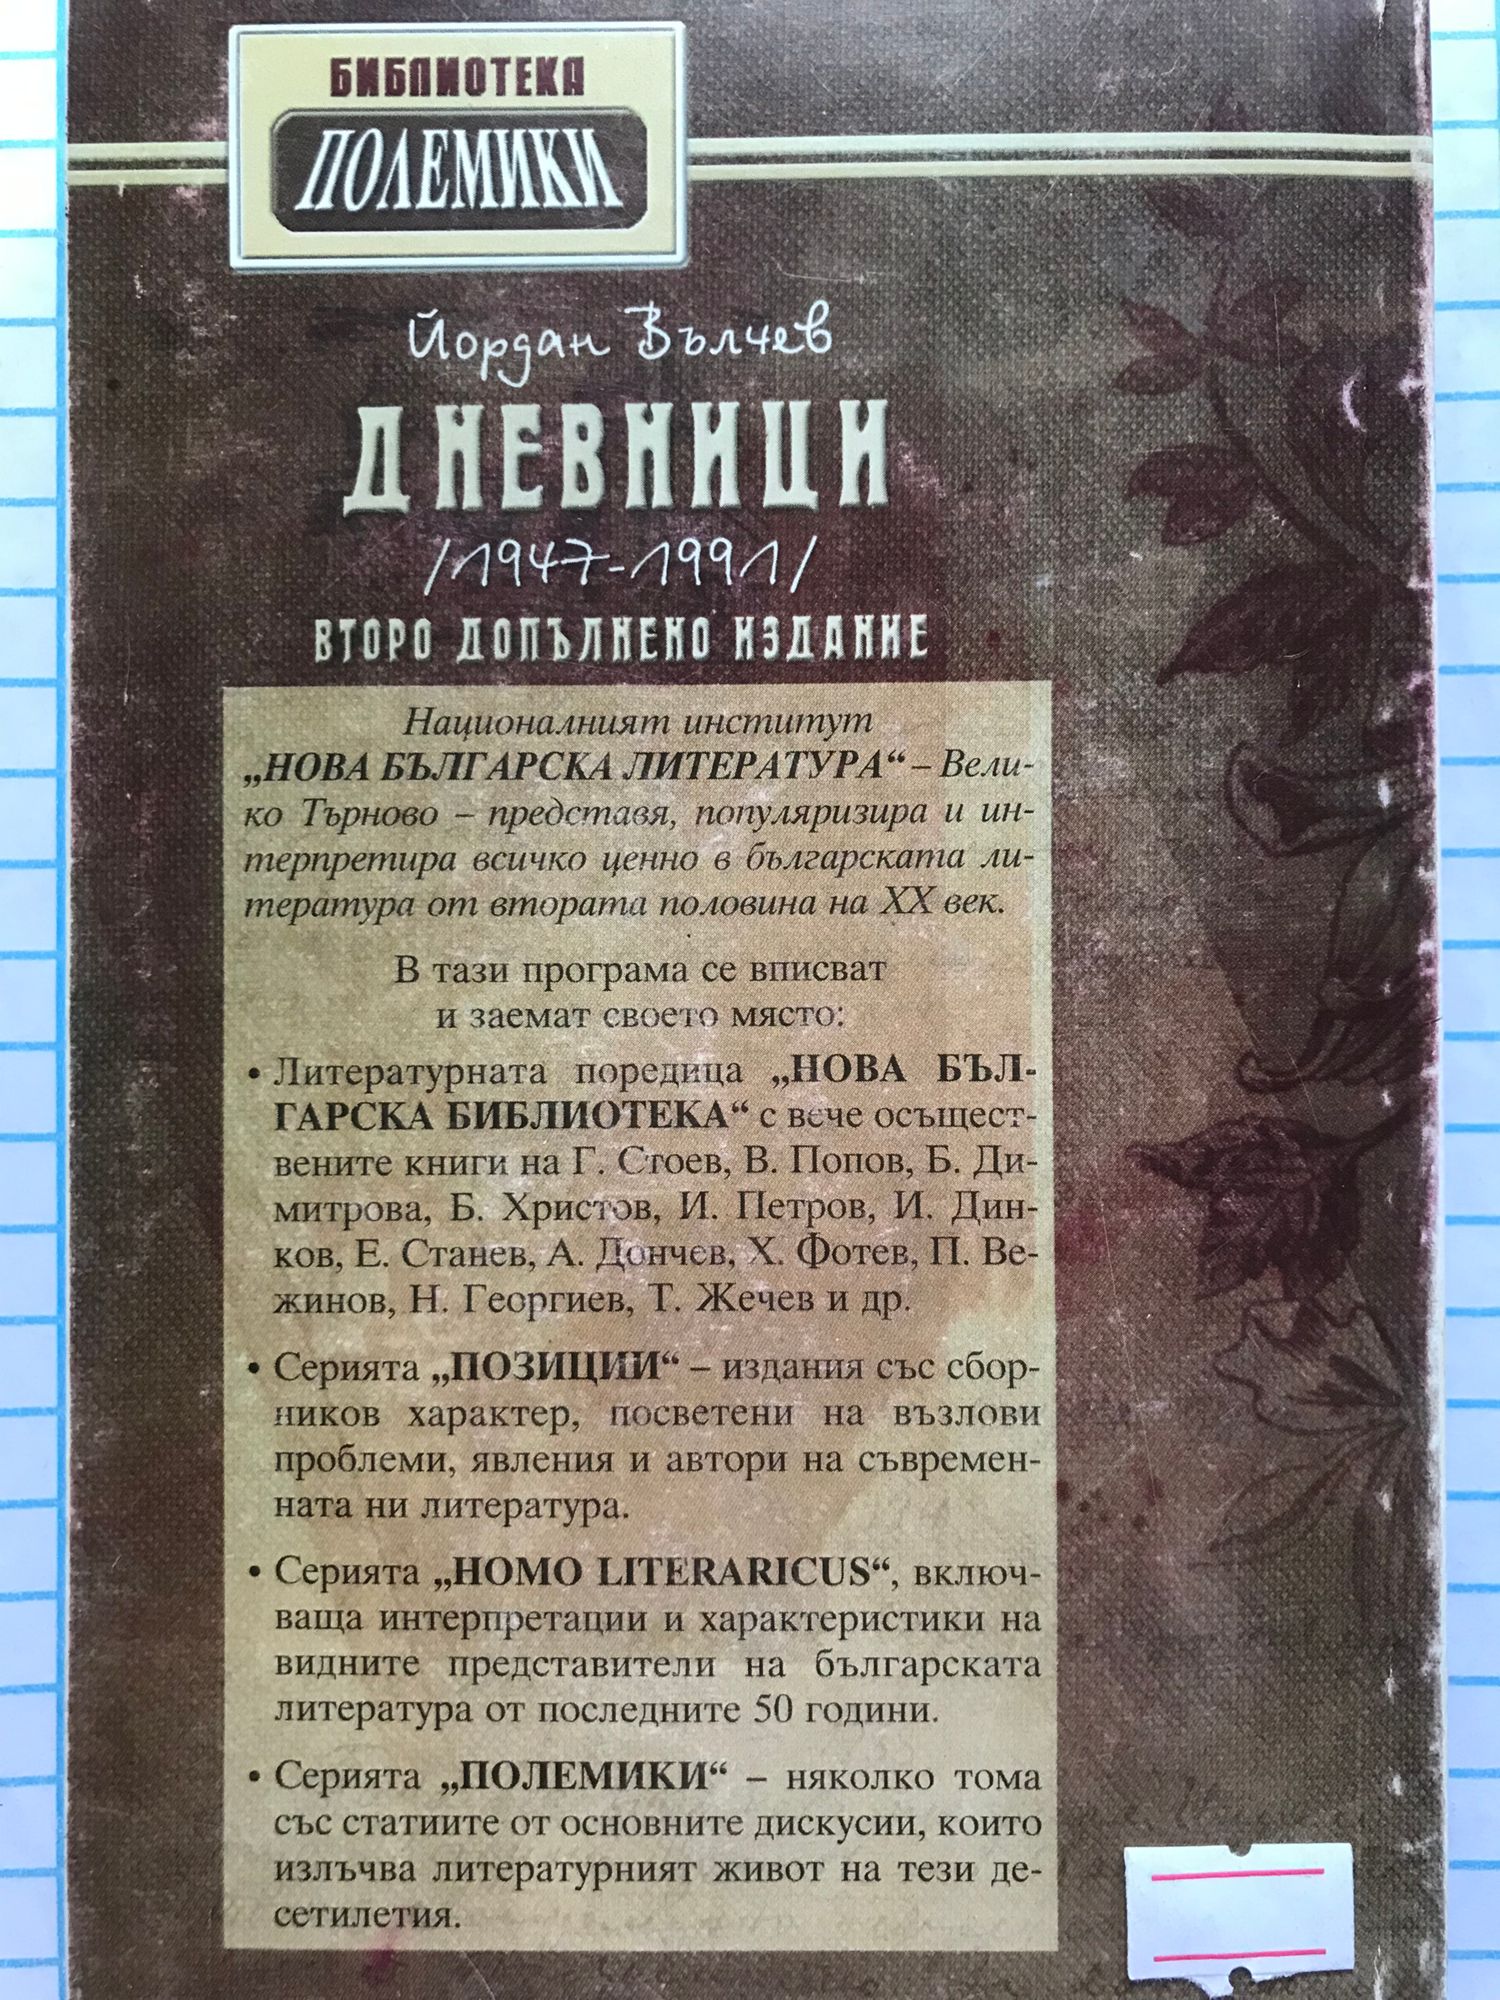 БИБЛИОТЕКА
ПОЛЕМИКИ
Йордан Вълчев
ДНЕВНИЦИ
/1947-1991/
ВТОРО ДОПЪЛНЕНО ИЗДАНИЕ
Националният институт
„НОВА БЪЛГАРСКА ЛИТЕРАТУРА“ – Вели-
ко Търново – представя, популяризира и ин-
терпретира всичко ценно в българската ли-
тература от втората половина на XX век.
В тази програма се вписват
и заемат своето място:
• Литературната поредица „НОВА БЪЛ-
ГАРСКА БИБЛИОТЕКА“ с вече осъщест-
вените книги на Г. Стоев, В. Попов, Б. Ди-
митрова, Б. Христов, И. Петров, И. Дин-
ков, Е. Станев, А. Дончев, Х. Фотев, П. Ве-
жинов, Н. Георгиев, Т. Жечев и др.
• Серията „ПОЗИЦИИ“ – издания със сбор-
ников характер, посветени на възлови
проблеми, явления и автори на съвремен-
ната ни литература.
• Серията „HOMO LITERARICUS“, включ-
ваща интерпретации и характеристики на
видните представители на българската
литература от последните 50 години.
• Серията „ПОЛЕМИКИ“ – няколко тома
със статиите от основните дискусии, които
излъчва литературният живот на тези де-
сетилетия.